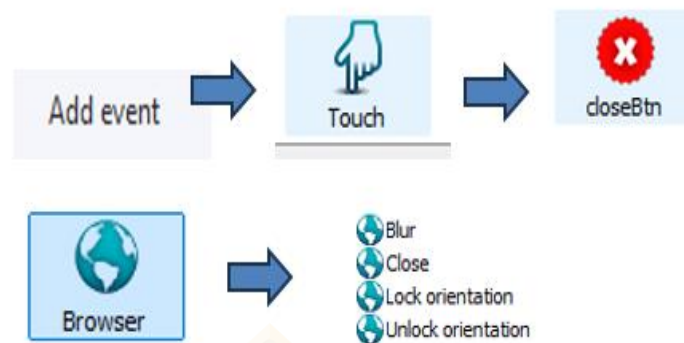 Add event
Touch
closeBtn
Browser
Blur
Close
Lock orientation
Unlock orientation